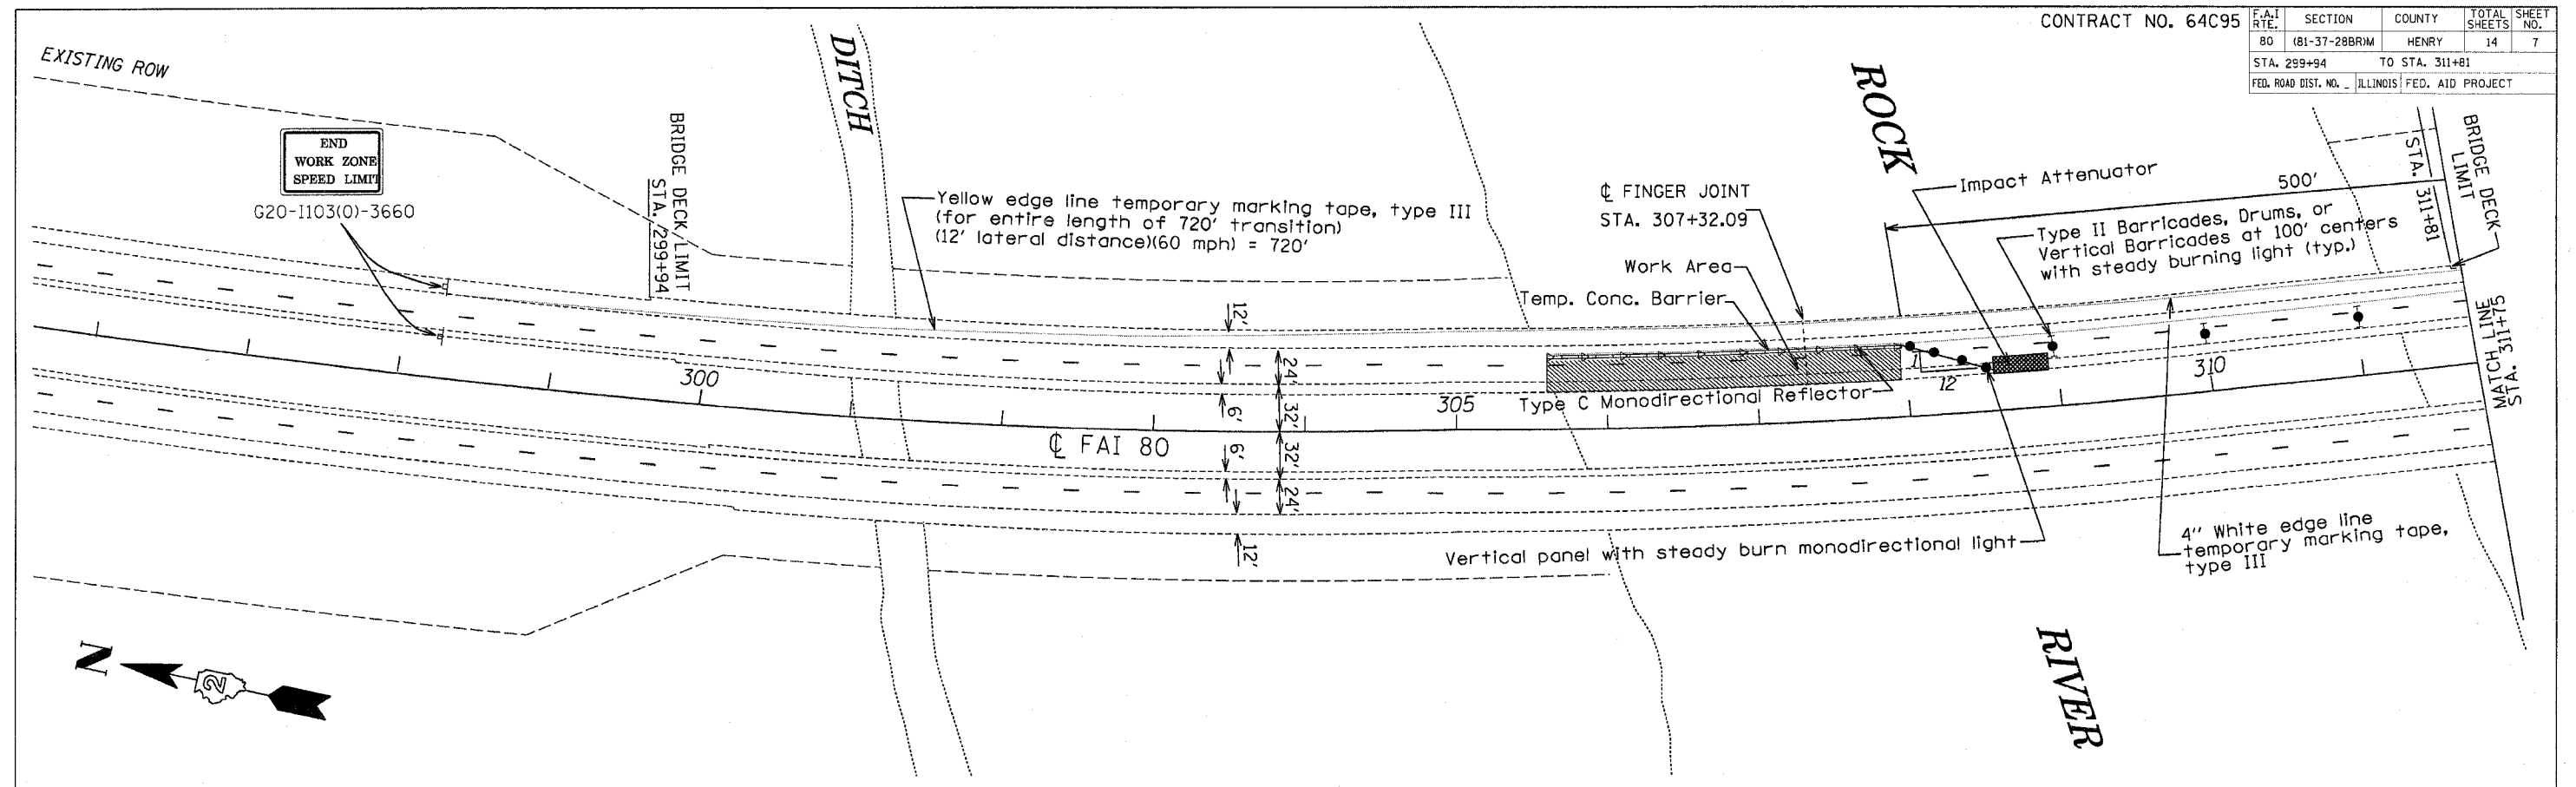 CONTRACT NO. 64C95
F.A.I RTE. SECTION COUNTY TOTAL SHEETS SHEET NO.
80 (81-37-28BR)M HENRY 14 7
STA. 299+94 TO STA. 311+81
FED. ROAD DIST. NO. _ ILLINOIS FED. AID PROJECT
EXISTING ROW
END
WORK ZONE
SPEED LIMIT
G20-I103(0)-3660
BRIDGE DECK LIMIT
STA. 299+94
DITCH
Yellow edge line temporary marking tape, type III
(for entire length of 720' transition)
(12' lateral distance)(60 mph) = 720'
℄ FINGER JOINT
STA. 307+32.09
Work Area
Temp. Conc. Barrier
ROCK
Impact Attenuator
500'
Type II Barricades, Drums, or
Vertical Barricades at 100' centers
with steady burning light (typ.)
BRIDGE DECK
LIMIT
STA. 311+81
MATCH LINE
STA. 311+75
12'
24'
6'
32'
300
305
310
1
12
Type C Monodirectional Reflector
℄ FAI 80
6'
32'
24'
12'
Vertical panel with steady burn monodirectional light
4" White edge line
temporary marking tape,
type III
RIVER
N
2